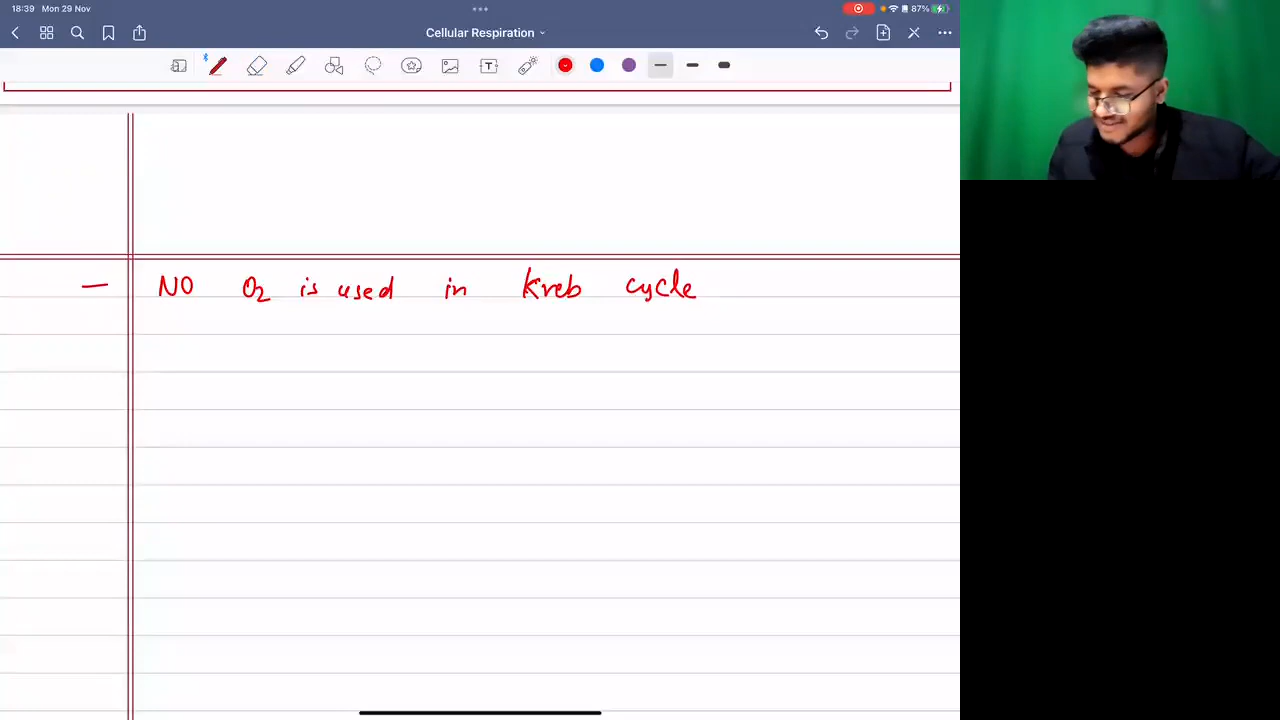 18:39 Mon 29 Nov
87%
Cellular Respiration
T
— NO O2 is used in Kreb cycle